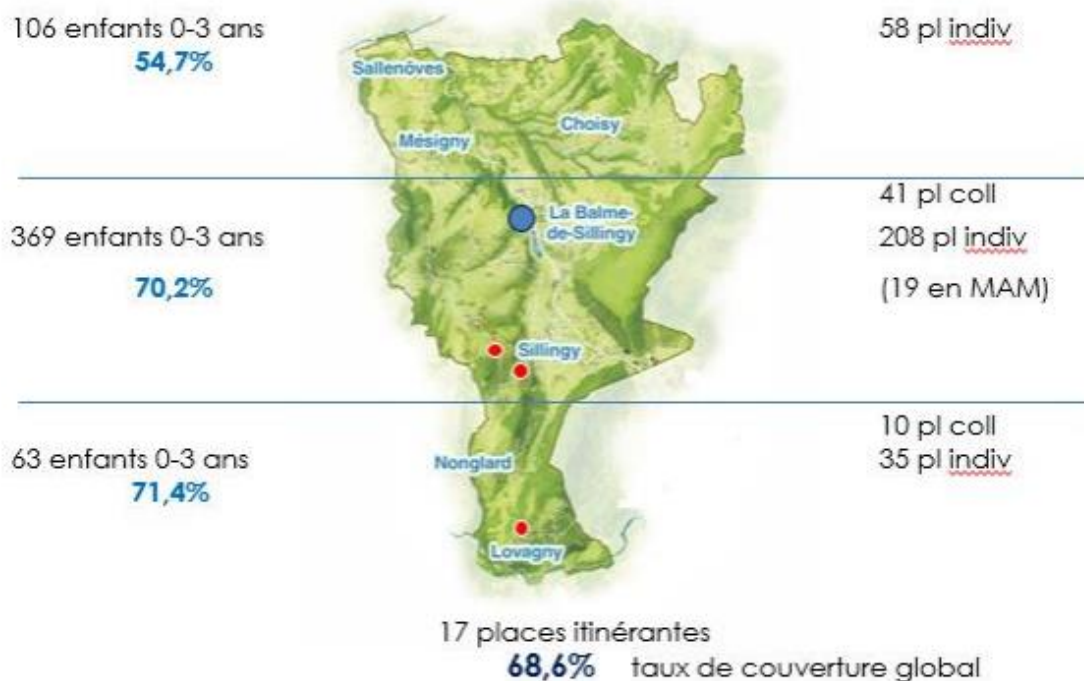 106 enfants 0-3 ans
54,7%
58 pl indiv
Sallenôves
Choisy
Mésigny
369 enfants 0-3 ans
70,2%
La Balme-
de-Sillingy
41 pl coll
208 pl indiv
(19 en MAM)
Sillingy
63 enfants 0-3 ans
71,4%
Nonglard
10 pl coll
35 pl indiv
Lovagny
17 places itinérantes
68,6% taux de couverture global